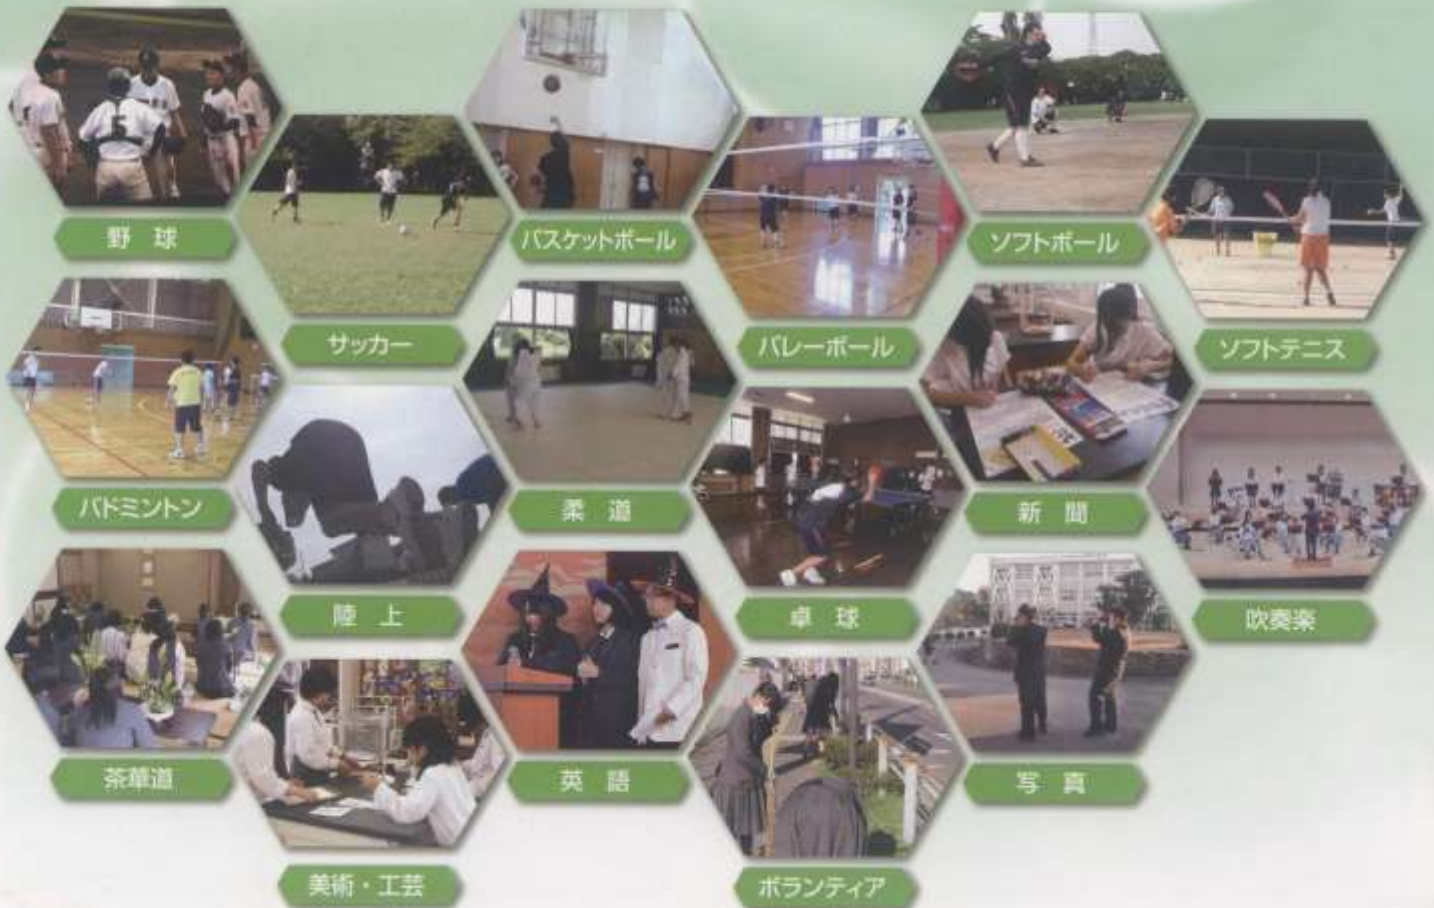 野球
バスケットボール
ソフトボール
サッカー
バレーボール
ソフトテニス
バドミントン
柔道
新聞
陸上
卓球
吹奏楽
茶華道
英語
写真
美術・工芸
ボランティア